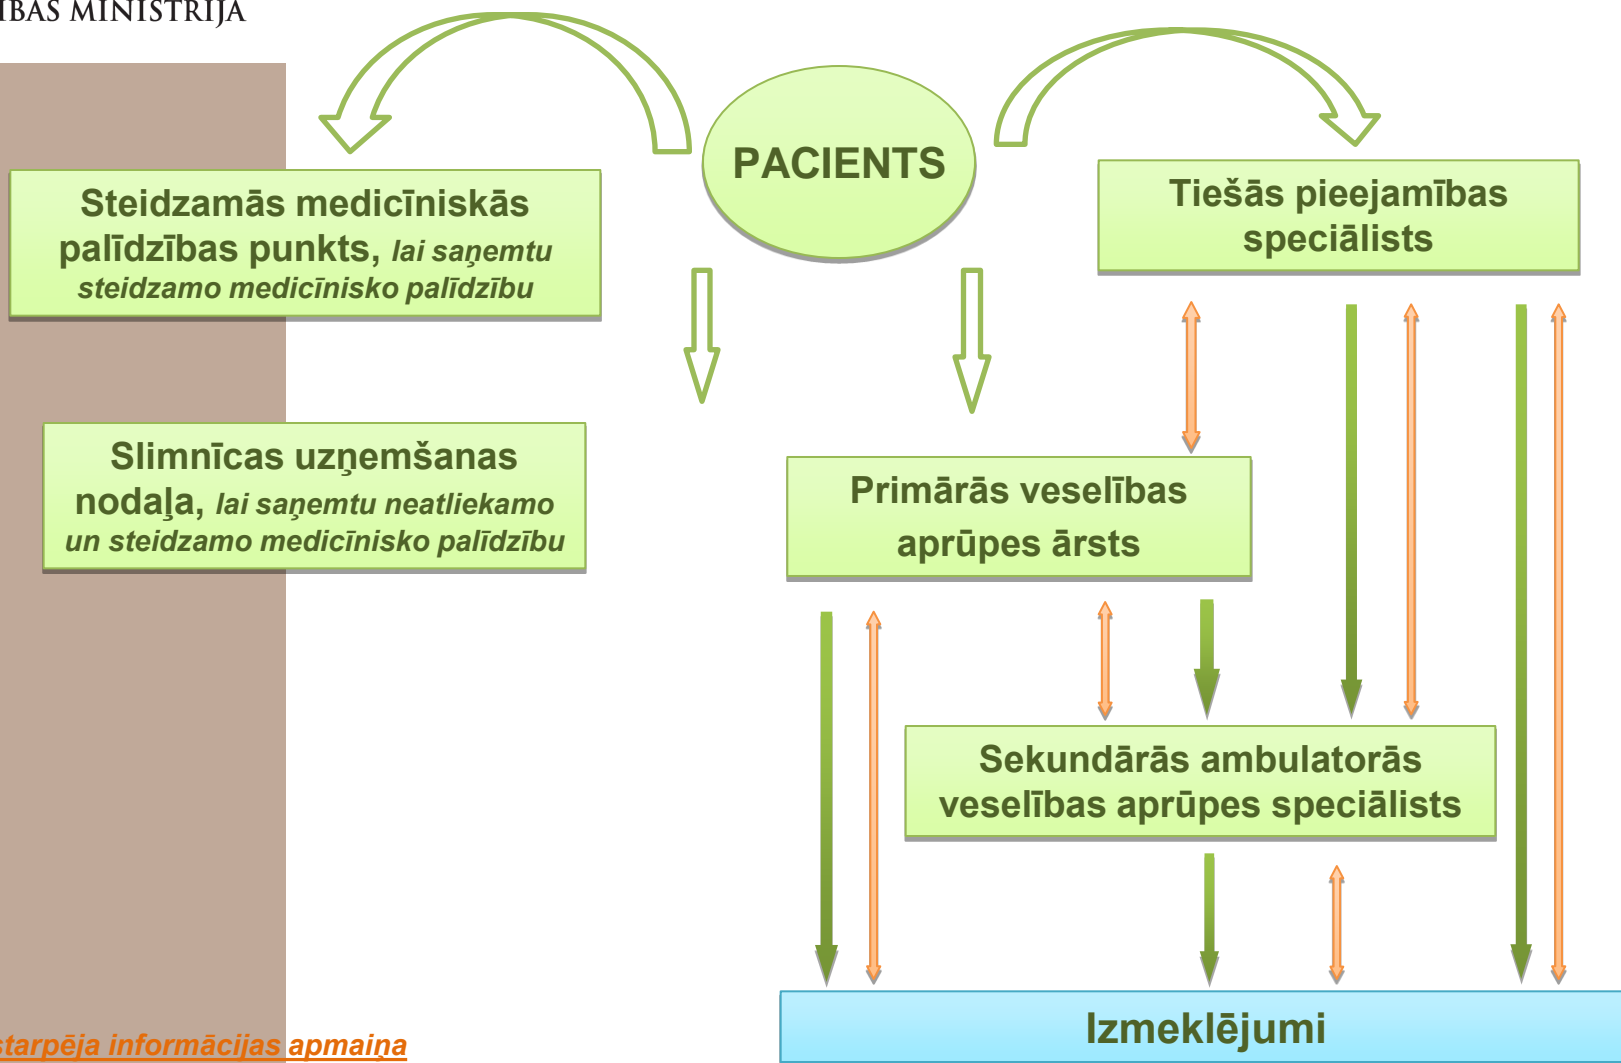 MINISTRIJA
PACIENTS
Steidzamās medicīniskās
palīdzības punkts, lai saņemtu
steidzamo medicīnisko palīdzību
Tiešās pieejamības
speciālists
Slimnīcas uzņemšanas
nodaļa, lai saņemtu neatliekamo
un steidzamo medicīnisko palīdzību
Primārās veselības
aprūpes ārsts
Sekundārās ambulatorās
veselības aprūpes speciālists
Izmeklējumi
starpēja informācijas apmaiņa